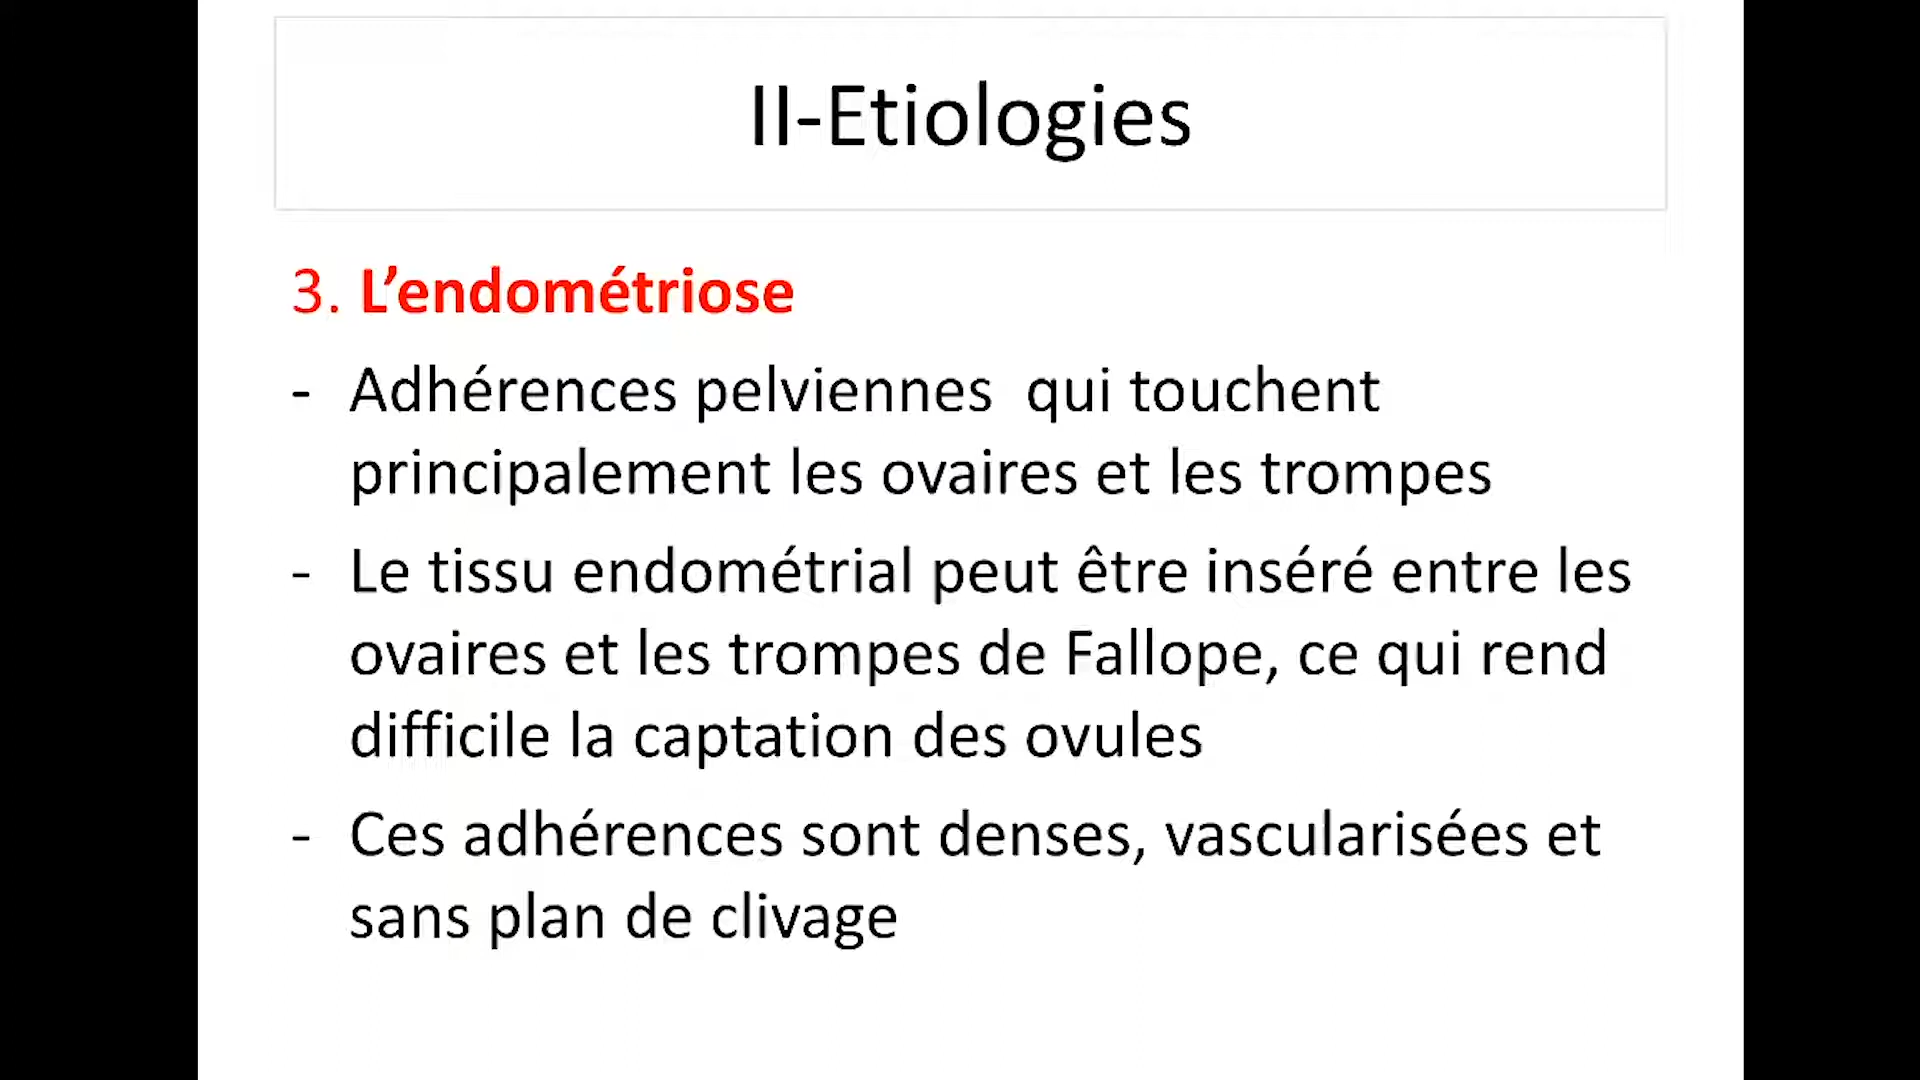 II-Etiologies
3. L’endométriose
- Adhérences pelviennes  qui touchent
principalement les ovaires et les trompes
- Le tissu endométrial peut être inséré entre les
ovaires et les trompes de Fallope, ce qui rend
difficile la captation des ovules
- Ces adhérences sont denses, vascularisées et
sans plan de clivage